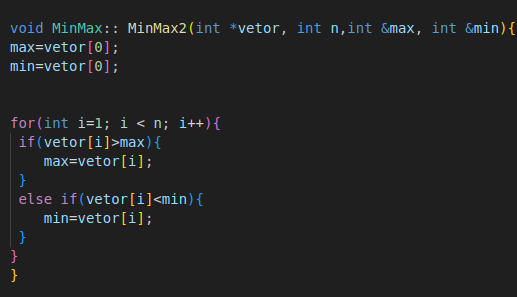 void MinMax:: MinMax2(int *vetor, int n,int &max, int &min){
max=vetor[0];
min=vetor[0];
for(int i=1; i < n; i++){
if(vetor[i]>max){
max=vetor[i];
}
else if(vetor[i]<min){
min=vetor[i];
}
}
}